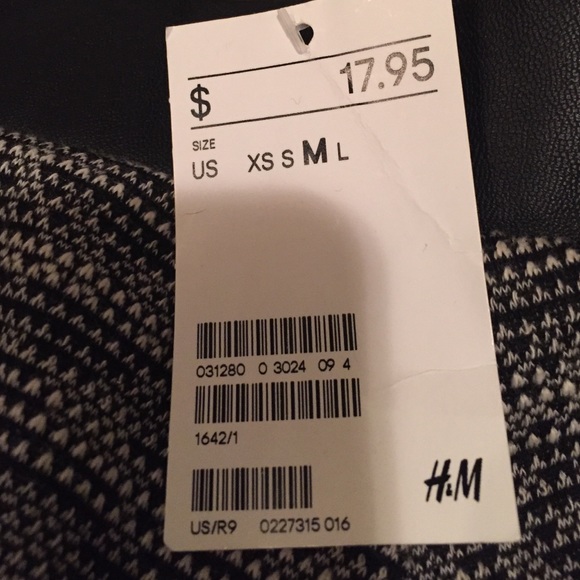 $ 17.95
SIZE
US XS S M L
031280 0 3024 09 4
1642/1
H&M
US/R9 0227315 016